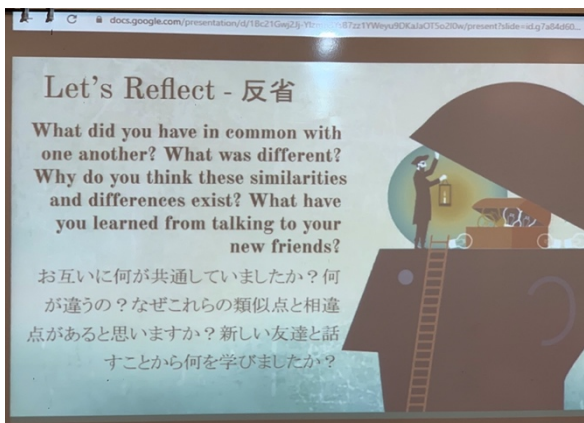 Let's Reflect - 反省
What did you have in common with
one another? What was different?
Why do you think these similarities
and differences exist? What have
you learned from talking to your
new friends?
お互いに何が共通していましたか？何
が違うの？なぜこれらの類似点と相違
点があると思いますか？新しい友達と話
すことから何を学びましたか？